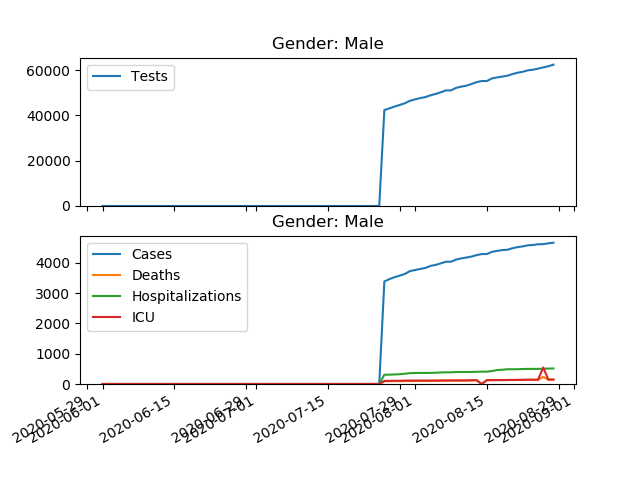 Gender: Male
60000
40000
20000
0
Tests
Gender: Male
4000
3000
2000
1000
0
Cases
Deaths
Hospitalizations
ICU
2020-05-29
2020-06-01
2020-06-15
2020-06-29
2020-07-01
2020-07-15
2020-07-29
2020-08-01
2020-08-15
2020-08-29
2020-09-01